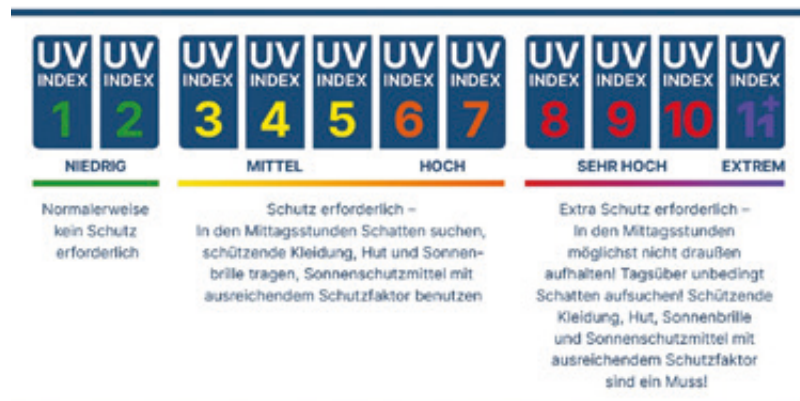 UV INDEX 1
UV INDEX 2
UV INDEX 3
UV INDEX 4
UV INDEX 5
UV INDEX 6
UV INDEX 7
UV INDEX 8
UV INDEX 9
UV INDEX 10
UV INDEX 11+
NIEDRIG
MITTEL
HOCH
SEHR HOCH
EXTREM
Normalerweise
kein Schutz
erforderlich
Schutz erforderlich –
In den Mittagsstunden Schatten suchen,
schützende Kleidung, Hut und Sonnen-
brille tragen, Sonnenschutzmittel mit
ausreichendem Schutzfaktor benutzen
Extra Schutz erforderlich –
In den Mittagsstunden
möglichst nicht draußen
aufhalten! Tagsüber unbedingt
Schatten aufsuchen! Schützende
Kleidung, Hut, Sonnenbrille
und Sonnenschutzmittel mit
ausreichendem Schutzfaktor
sind ein Muss!